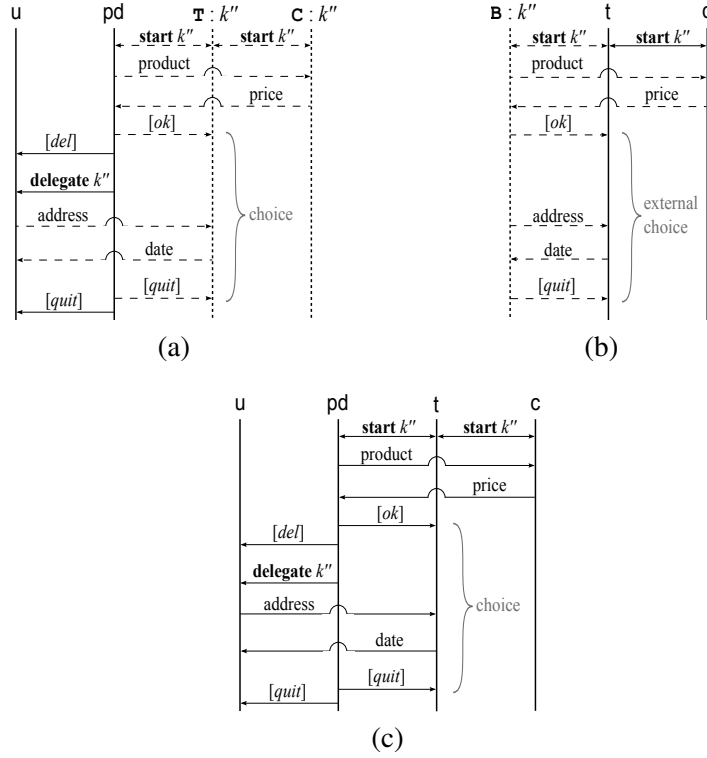 u pd T : k″ C : k″
start k″ start k″
product
price
[ok]
[del]
delegate k″
choice
address
date
[quit]
[quit]
(a)
B : k″ t c
start k″ start k″
product
price
[ok]
external
choice
address
date
[quit]
(b)
u pd t c
start k″ start k″
product
price
[ok]
[del]
delegate k″
choice
address
date
[quit]
[quit]
(c)